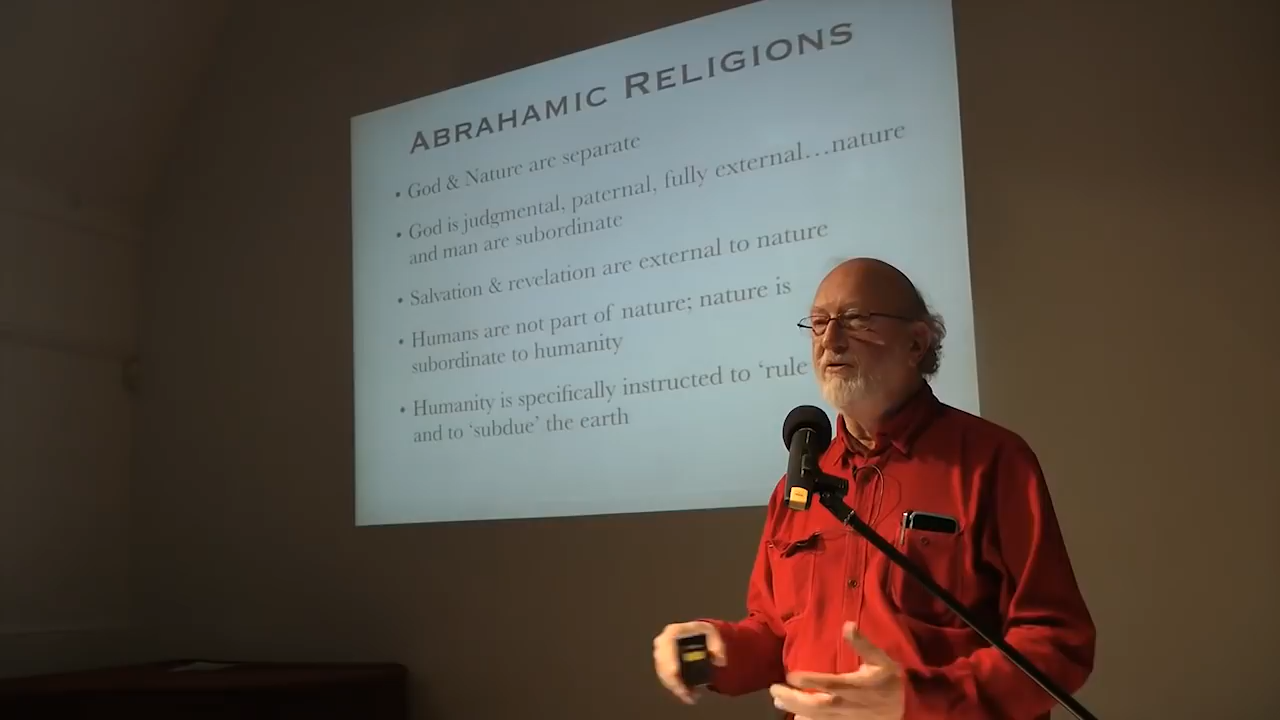 ABRAHAMIC RELIGIONS
• God & Nature are separate
• God is judgmental, paternal, fully external...nature
and man are subordinate
• Salvation & revelation are external to nature
• Humans are not part of nature; nature is
subordinate to humanity
• Humanity is specifically instructed to ‘rule
and to ‘subdue’ the earth